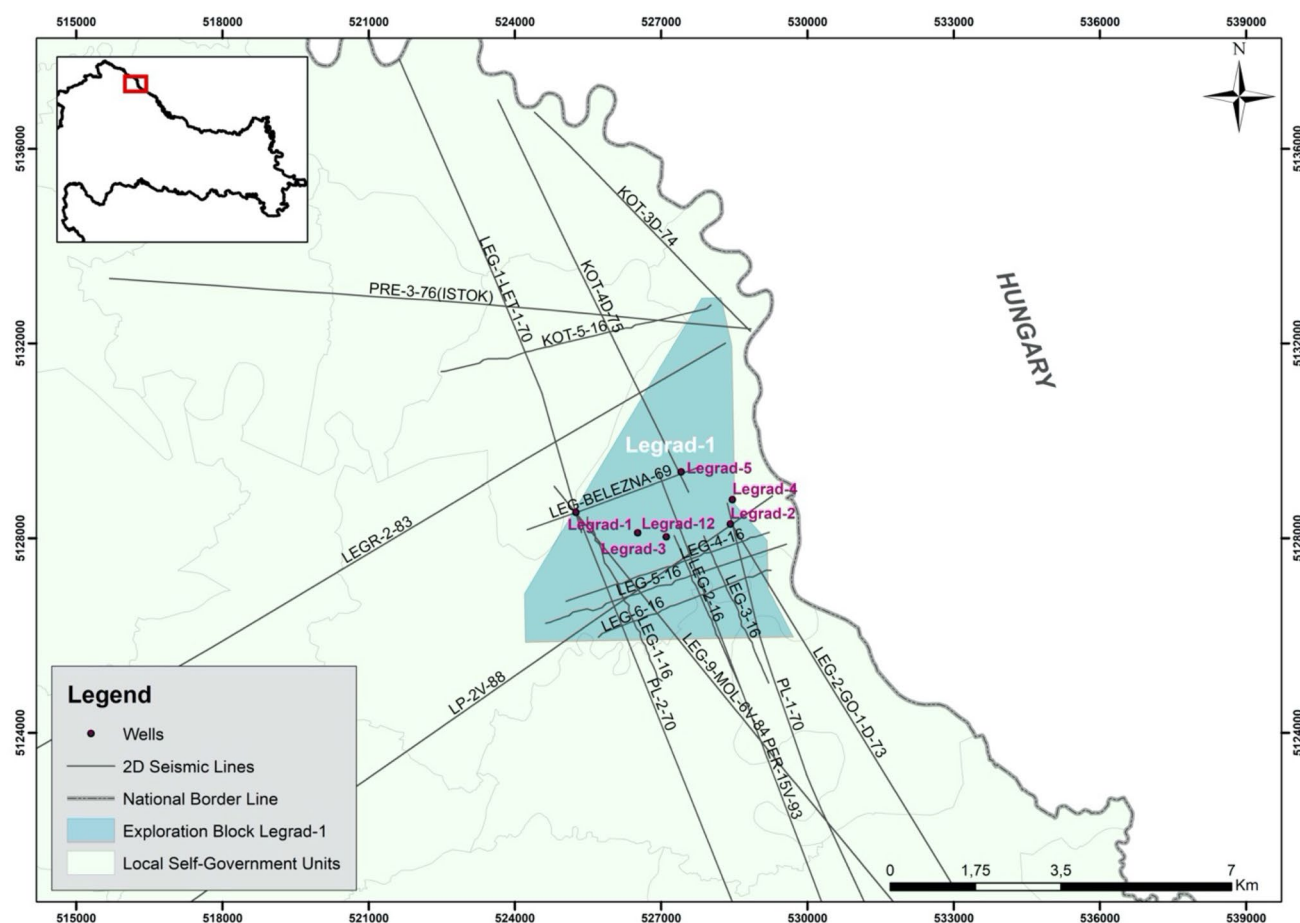 515000 518000 521000 524000 527000 530000 533000 536000 539000
N
5136000
5136000
KOT-3D-74
LEG-1-LET-1-70
KOT-4D-75
HUNGARY
PRE-3-76(ISTOK)
KOT-5-16
5132000
5132000
Legrad-1
Legrad-5
LEG-BELEZNA-69
Legrad-4
Legrad-2
Legrad-1
Legrad-12
Legrad-3
5128000
5128000
LEGR-2-83
LEG-4-16
LEG-5-16
LEG-2-16
LEG-3-16
LEG-6-16
LEG-1-16
LEG-9-MOL-6V-84
LEG-2-GO-1-D-73
LP-2V-88
PL-2-70
PL-1-70
PER-15V-93
5124000
5124000
Legend
Wells
2D Seismic Lines
National Border Line
Exploration Block Legrad-1
Local Self-Government Units
0 1,75 3,5 7
Km
515000 518000 521000 524000 527000 530000 533000 536000 539000